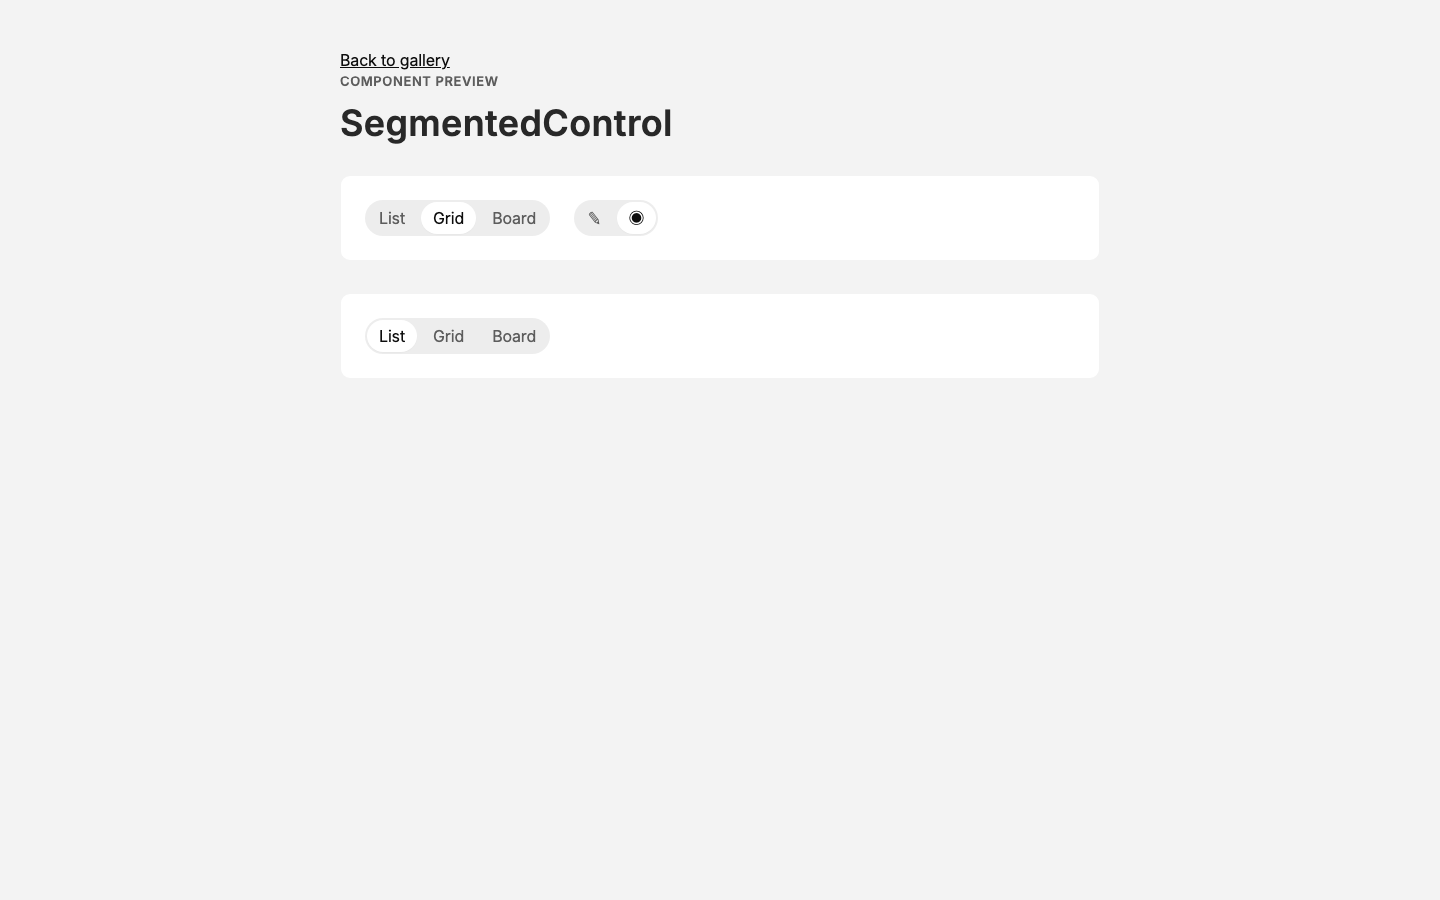 Back to gallery
COMPONENT PREVIEW
SegmentedControl
List Grid Board ✎ ◉
List Grid Board